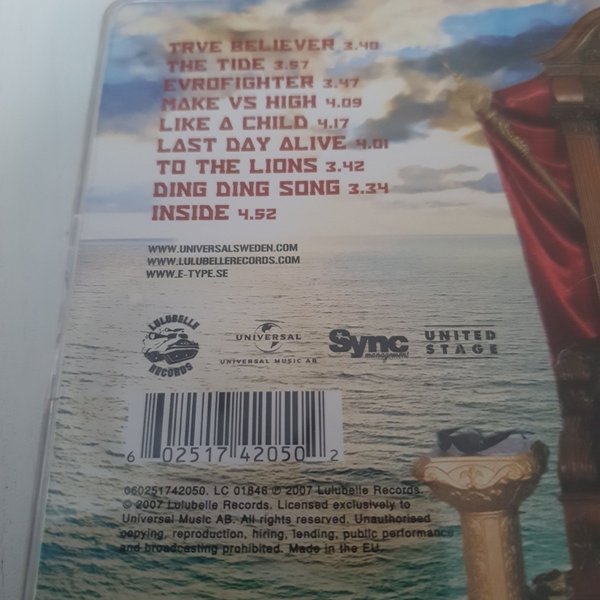 TRVE BELIEVER 3.40
THE TIDE 3.57
EVROFIGHTER 3.47
MAKE VS HIGH 4.09
LIKE A CHILD 4.17
LAST DAY ALIVE 4.01
TO THE LIONS 3.42
DING DING SONG 3.34
INSIDE 4.52
WWW.UNIVERSALSWEDEN.COM
WWW.LULUBELLERECORDS.COM
WWW.E-TYPE.SE
LULUBELLE
RECORDS
UNIVERSAL
UNIVERSAL MUSIC AB
Sync
management
UNITED
STAGE
6 02517 42050 2
060251742050. LC 01846 ℗ 2007 Lulubelle Records.
© 2007 Lulubelle Records. Licensed exclusively to
Universal Music AB. All rights reserved. Unauthorised
copying, reproduction, hiring, lending, public performance
and broadcasting prohibited. Made in the EU.